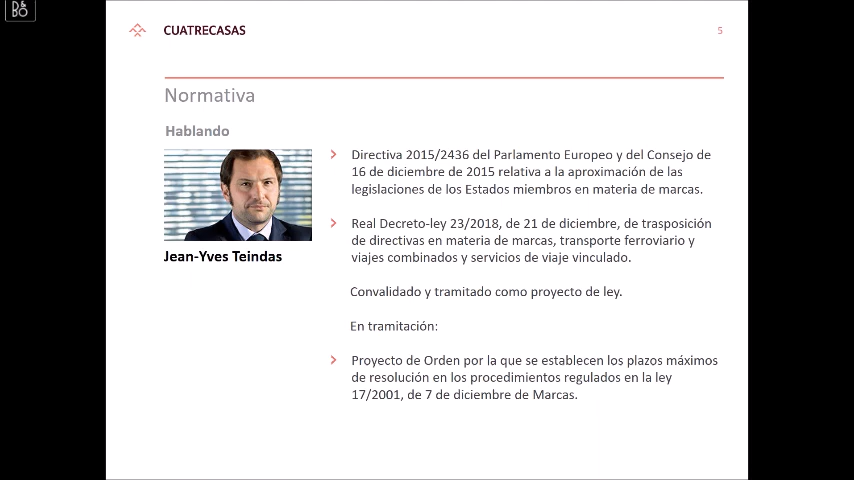 D&
BO
CUATRECASAS
5
Normativa
Hablando
Jean-Yves Teindas
Directiva 2015/2436 del Parlamento Europeo y del Consejo de
16 de diciembre de 2015 relativa a la aproximación de las
legislaciones de los Estados miembros en materia de marcas.
Real Decreto-ley 23/2018, de 21 de diciembre, de trasposición
de directivas en materia de marcas, transporte ferroviario y
viajes combinados y servicios de viaje vinculado.
Convalidado y tramitado como proyecto de ley.
En tramitación:
Proyecto de Orden por la que se establecen los plazos máximos
de resolución en los procedimientos regulados en la ley
17/2001, de 7 de diciembre de Marcas.